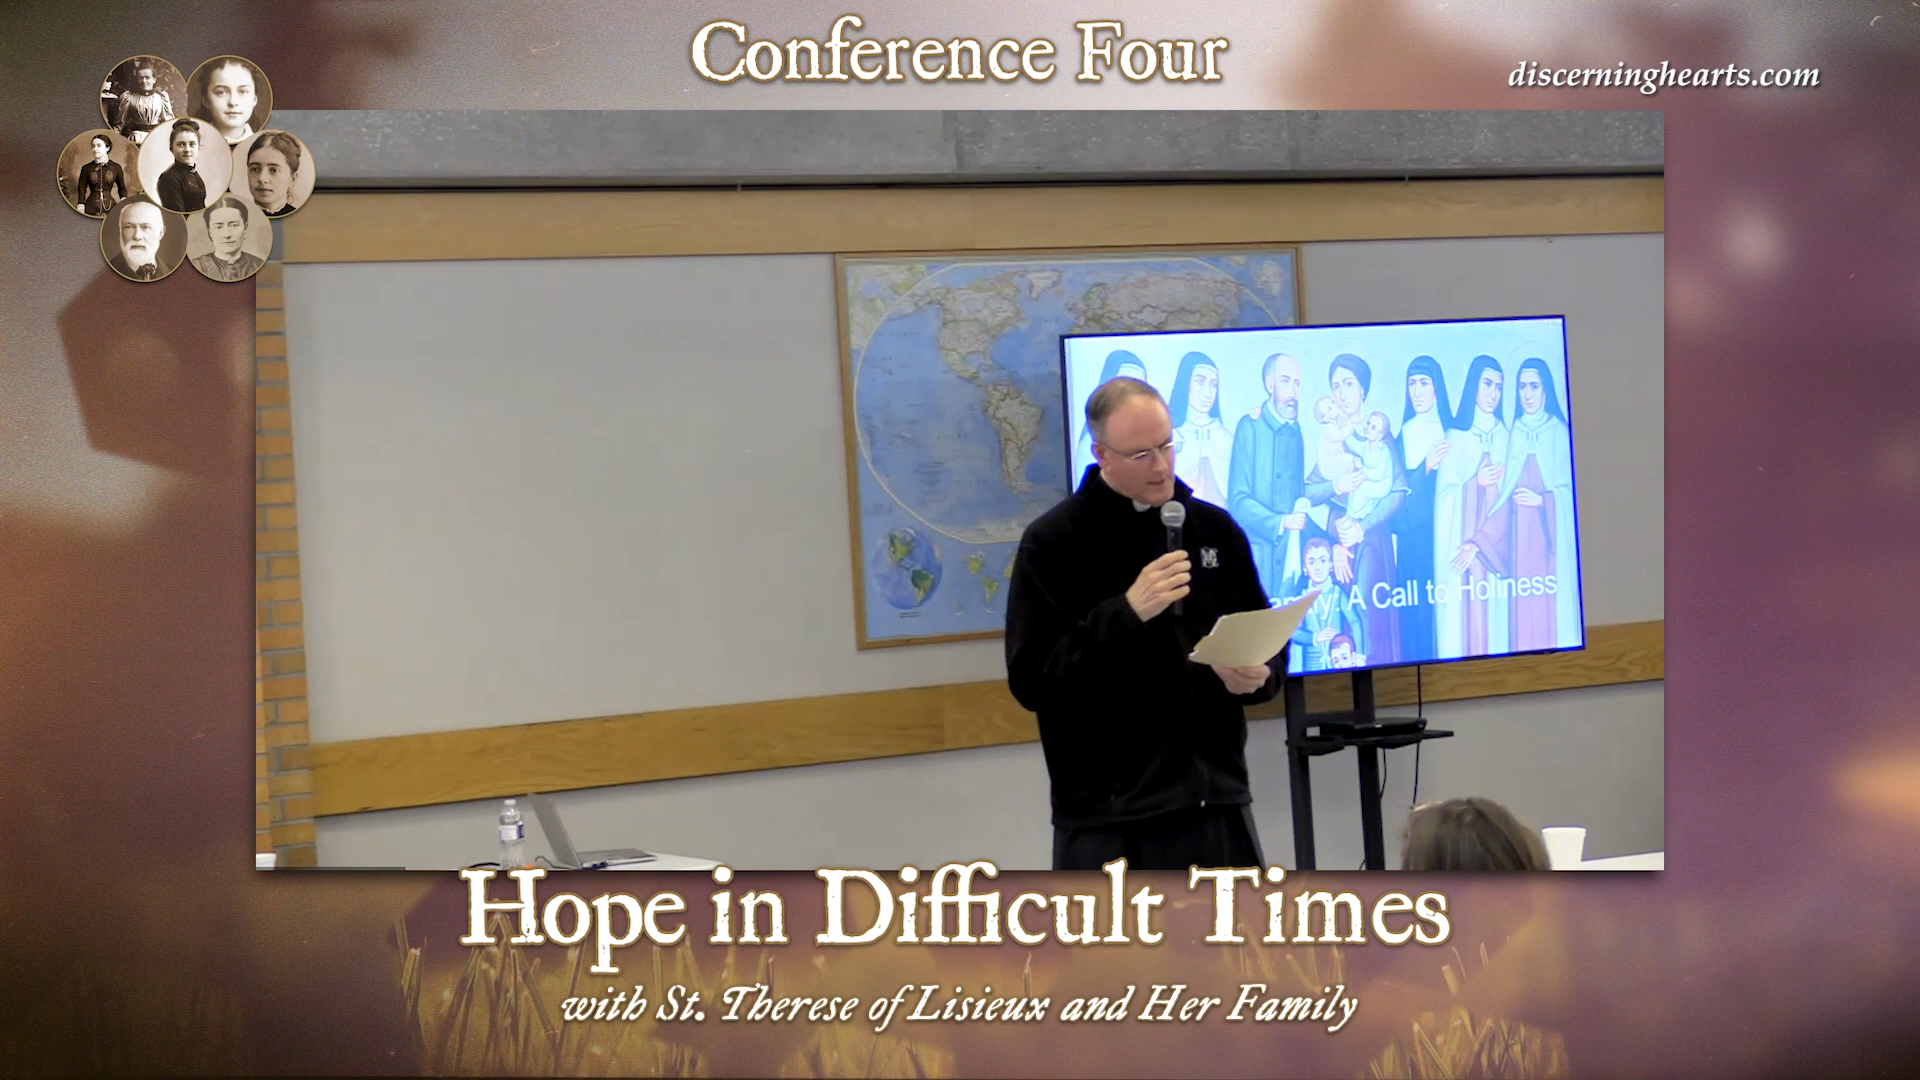 Conference Four
discerninghearts.com
A Call to Holiness
Hope in Difficult Times
with St. Therese of Lisieux and Her Family